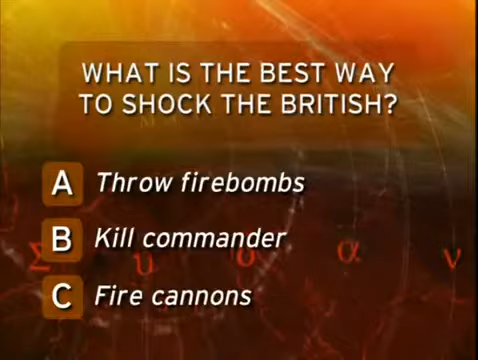 WHAT IS THE BEST WAY
TO SHOCK THE BRITISH?
A Throw firebombs
B Kill commander
Σ υ σ α ν
C Fire cannons